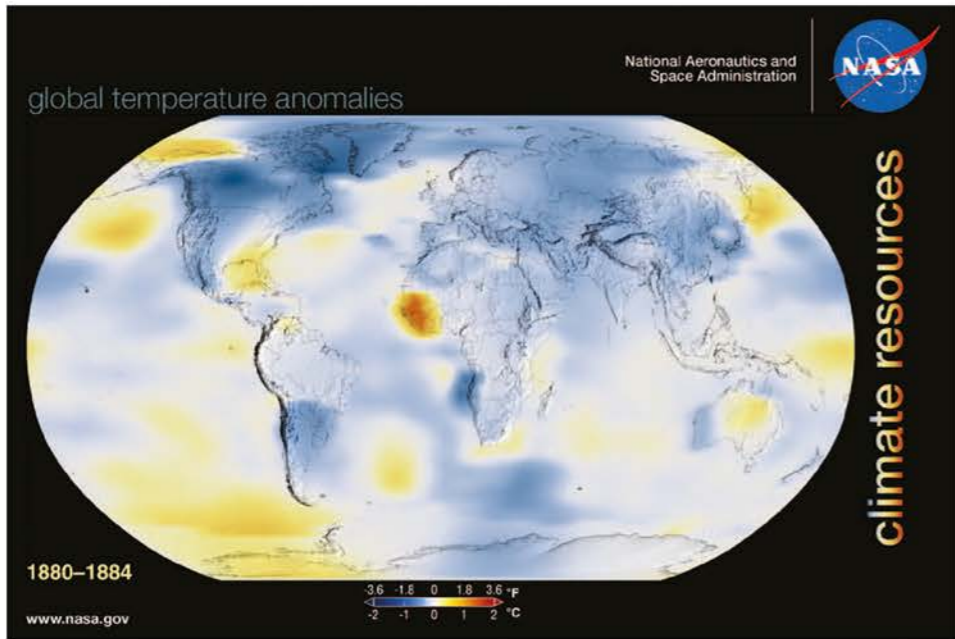 National Aeronautics and
Space Administration
NASA
global temperature anomalies
climate resources
1880–1884
-3.6 -1.8 0 1.8 3.6 °F
-2 -1 0 1 2 °C
www.nasa.gov